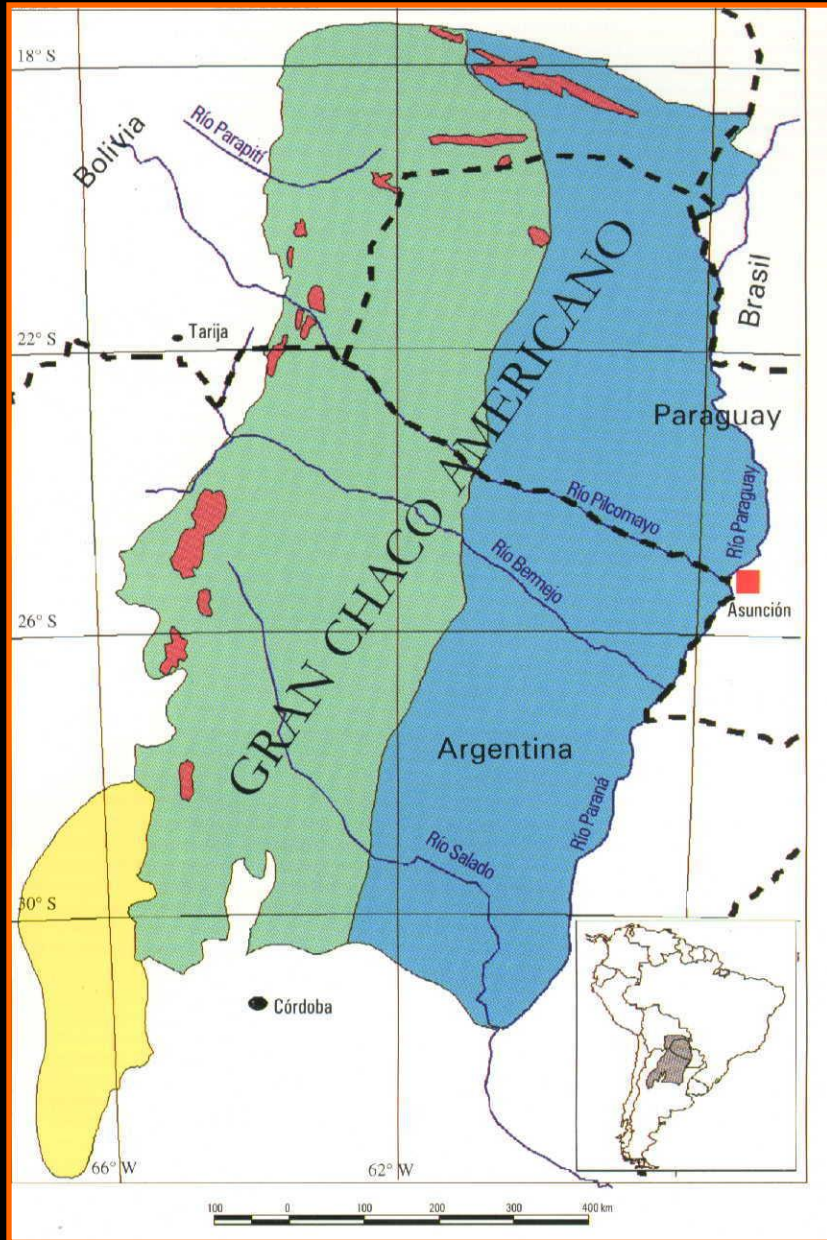 18° S
Bolivia
Río Parapití
Brasil
Tarija
22° S
GRAN CHACO AMERICANO
Paraguay
Río Pilcomayo
Río Paraguay
Río Bermejo
Asunción
26° S
Argentina
Río Paraná
Río Salado
30° S
Córdoba
66° W
62° W
100 0 100 200 300 400 km